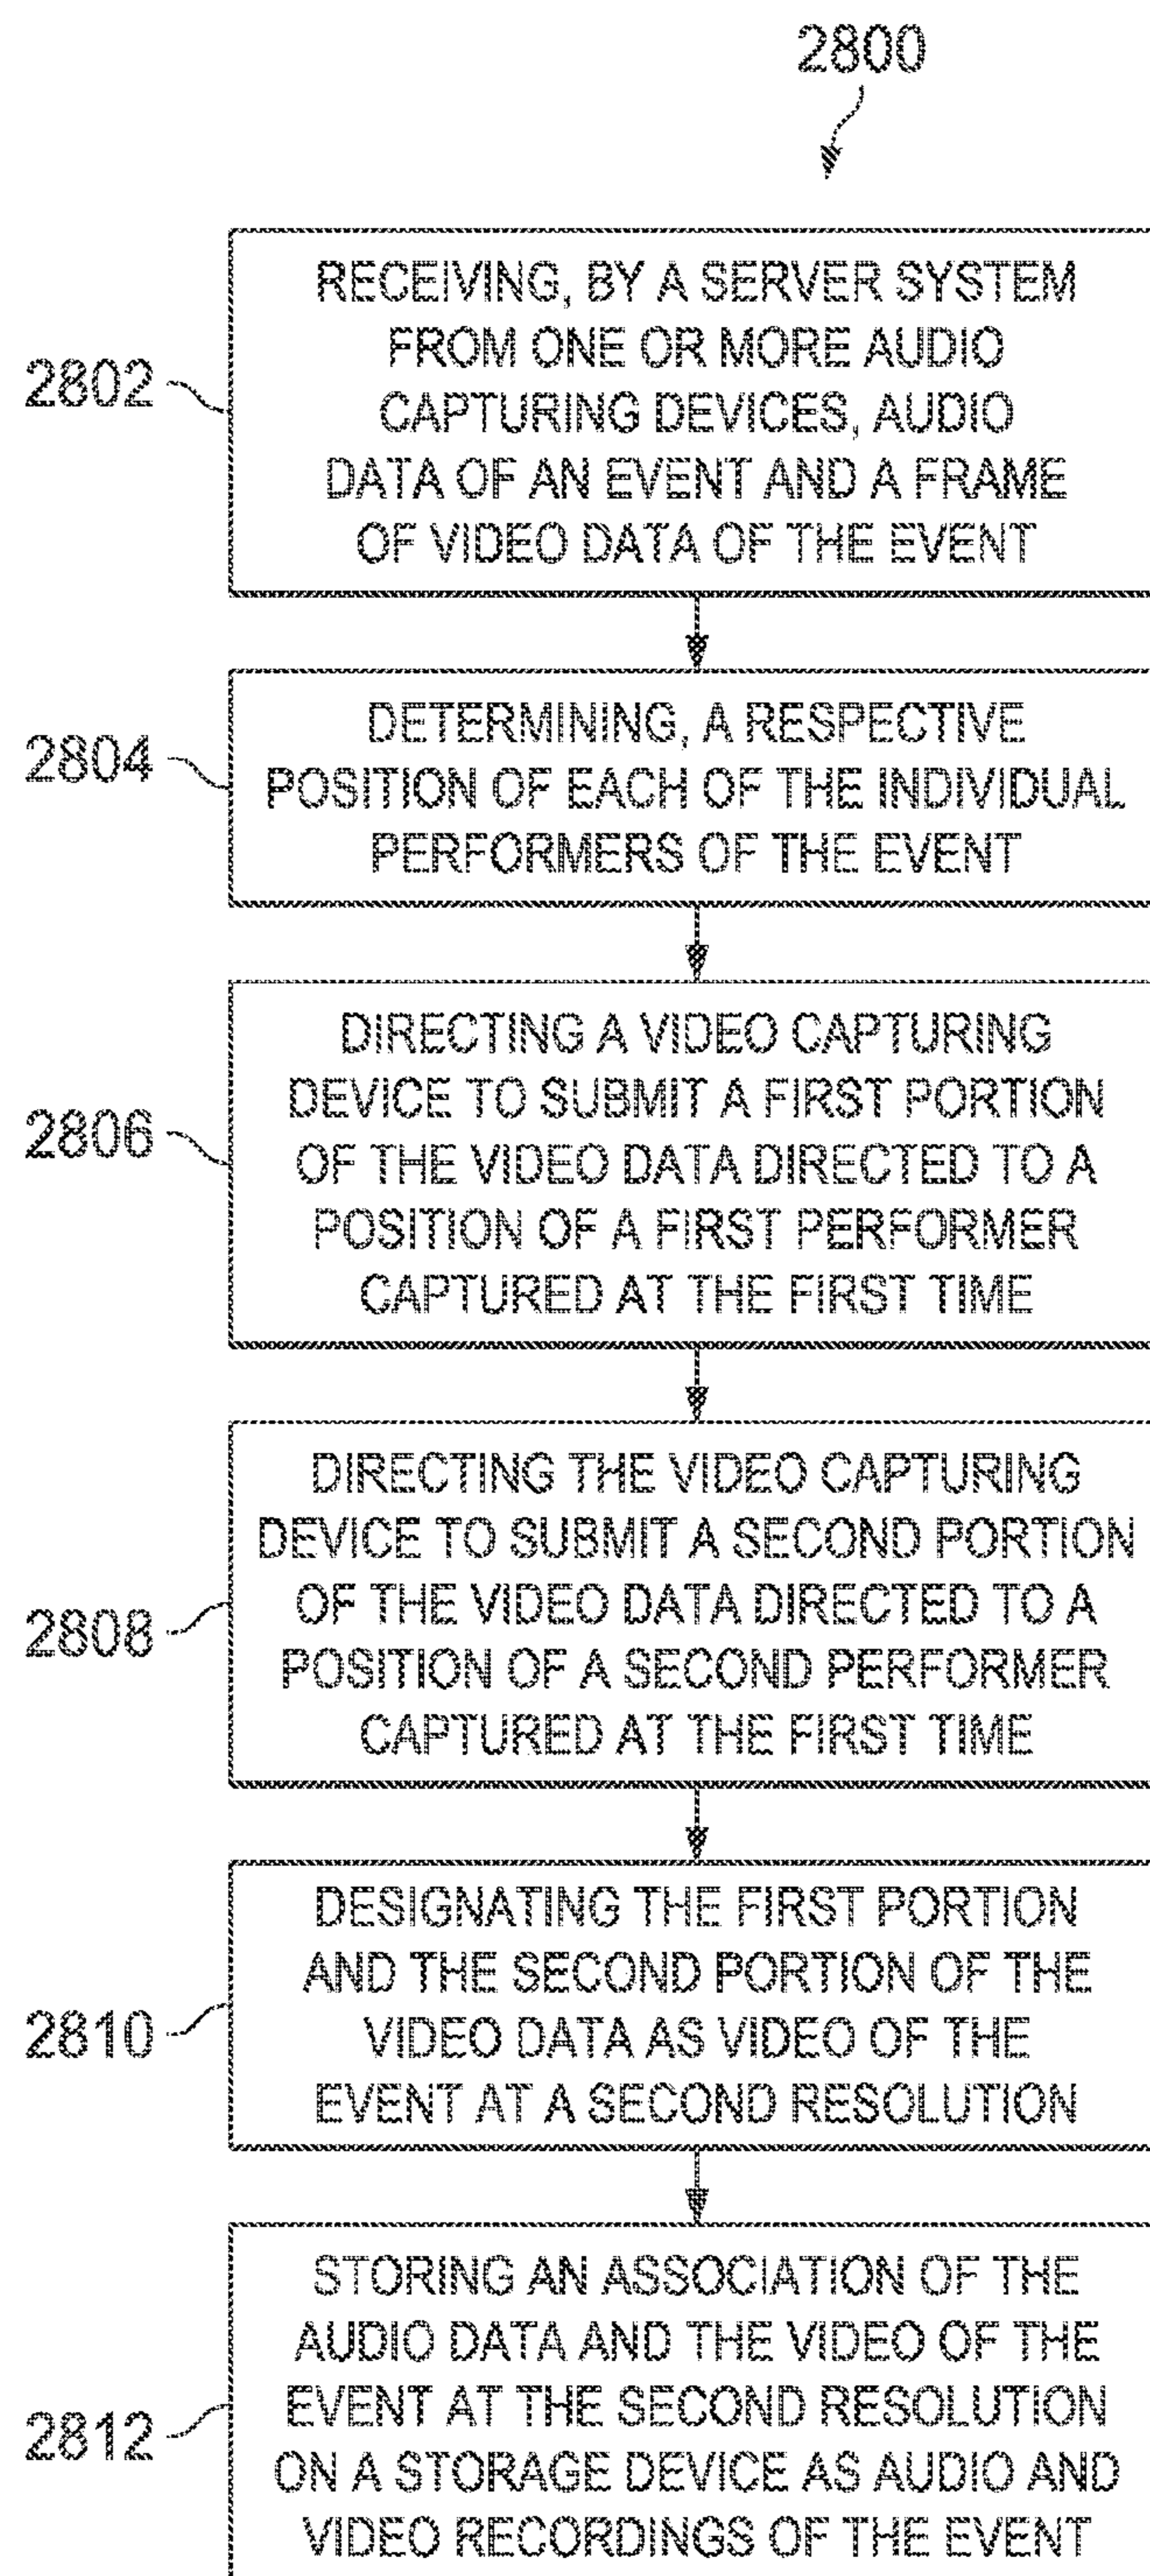 2800
2802
RECEIVING, BY A SERVER SYSTEM
FROM ONE OR MORE AUDIO
CAPTURING DEVICES, AUDIO
DATA OF AN EVENT AND A FRAME
OF VIDEO DATA OF THE EVENT
2804
DETERMINING, A RESPECTIVE
POSITION OF EACH OF THE INDIVIDUAL
PERFORMERS OF THE EVENT
2806
DIRECTING A VIDEO CAPTURING
DEVICE TO SUBMIT A FIRST PORTION
OF THE VIDEO DATA DIRECTED TO A
POSITION OF A FIRST PERFORMER
CAPTURED AT THE FIRST TIME
2808
DIRECTING THE VIDEO CAPTURING
DEVICE TO SUBMIT A SECOND PORTION
OF THE VIDEO DATA DIRECTED TO A
POSITION OF A SECOND PERFORMER
CAPTURED AT THE FIRST TIME
2810
DESIGNATING THE FIRST PORTION
AND THE SECOND PORTION OF THE
VIDEO DATA AS VIDEO OF THE
EVENT AT A SECOND RESOLUTION
2812
STORING AN ASSOCIATION OF THE
AUDIO DATA AND THE VIDEO OF THE
EVENT AT THE SECOND RESOLUTION
ON A STORAGE DEVICE AS AUDIO AND
VIDEO RECORDINGS OF THE EVENT